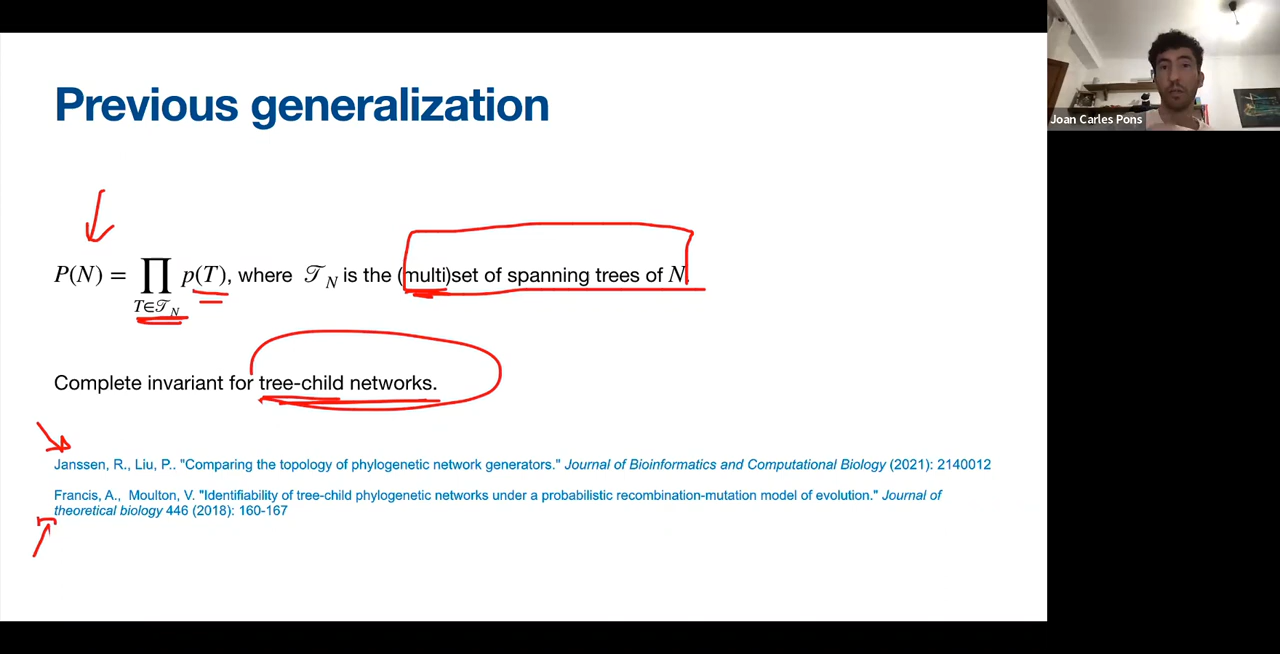 Previous generalization
Joan Carles Pons
P(N) = ∏ p(T), where 𝒯_N is the (multi)set of spanning trees of N.
T∈𝒯_N
Complete invariant for tree-child networks.
Janssen, R., Liu, P.. "Comparing the topology of phylogenetic network generators." Journal of Bioinformatics and Computational Biology (2021): 2140012
Francis, A., Moulton, V. "Identifiability of tree-child phylogenetic networks under a probabilistic recombination-mutation model of evolution." Journal of
theoretical biology 446 (2018): 160-167